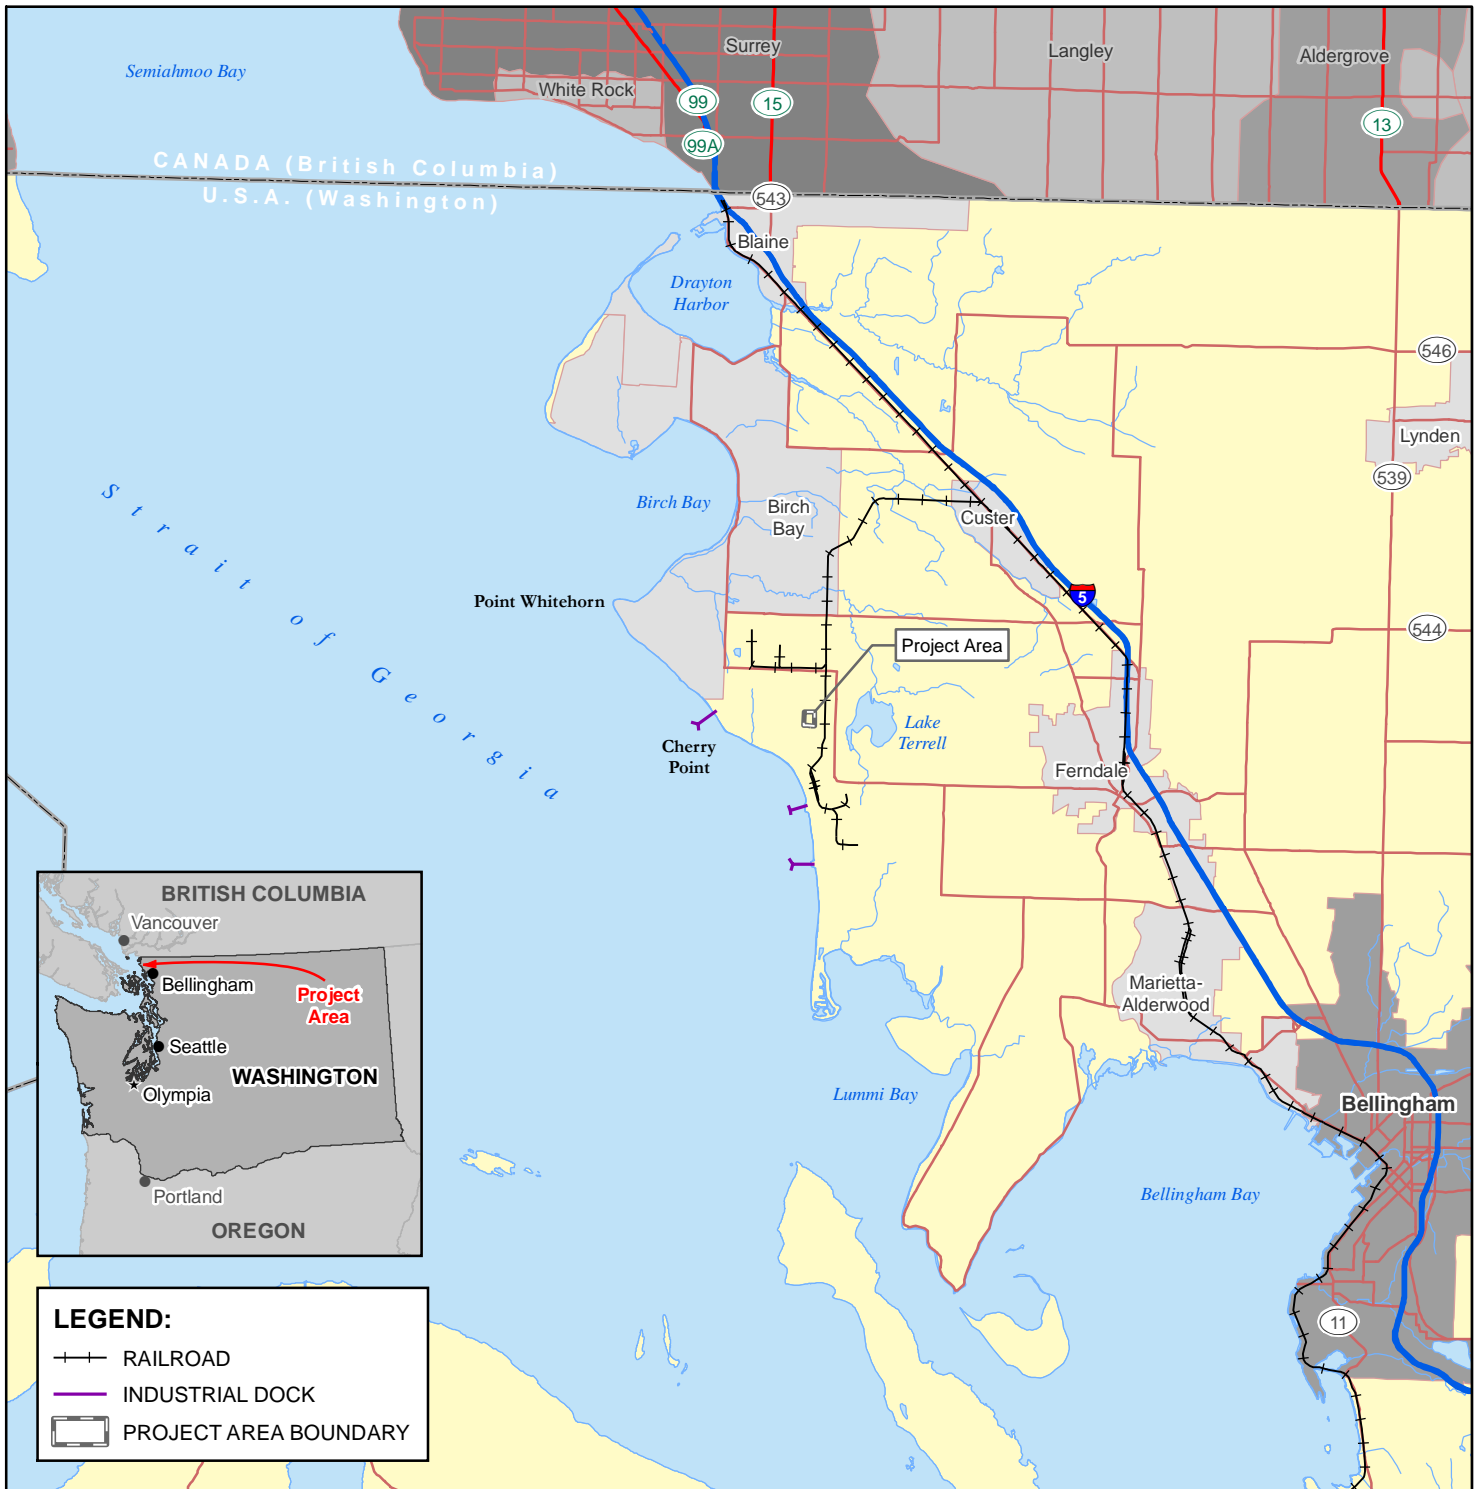 Surrey
Langley
Aldergrove
Semiahmoo Bay
White Rock
99
15
13
99A
CANADA (British Columbia)
U.S.A. (Washington)
543
Blaine
Drayton
Harbor
546
Lynden
539
Strait of Georgia
Birch Bay
Birch
Bay
Custer
5
Point Whitehorn
544
Project Area
Lake
Terrell
Cherry
Point
Ferndale
Marietta-
Alderwood
Lummi Bay
Bellingham
Bellingham Bay
11
BRITISH COLUMBIA
Vancouver
Bellingham
Project
Area
Seattle
WASHINGTON
Olympia
Portland
OREGON
LEGEND:
RAILROAD
INDUSTRIAL DOCK
PROJECT AREA BOUNDARY